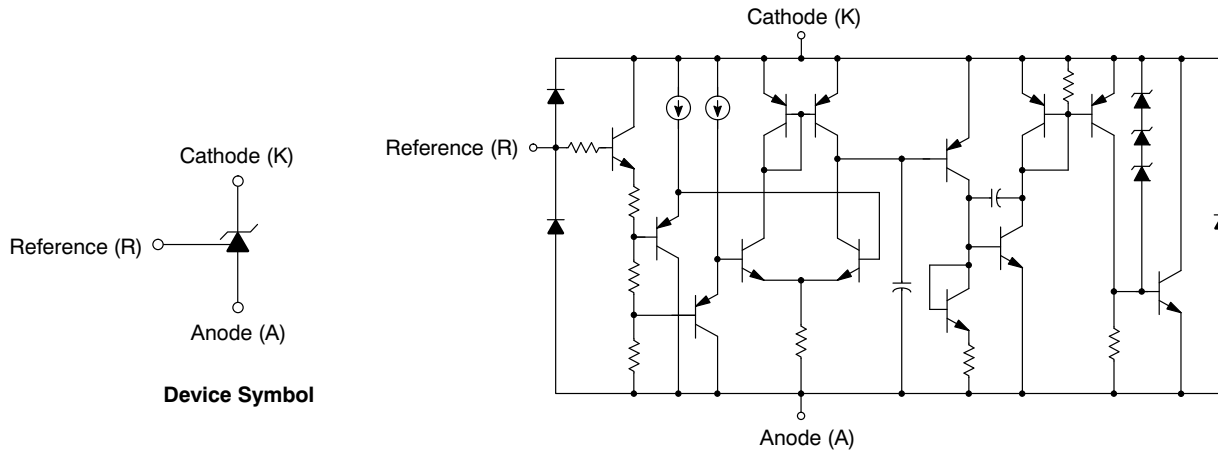 Cathode (K)
Reference (R)
Anode (A)
Device Symbol
Cathode (K)
Reference (R)
Anode (A)